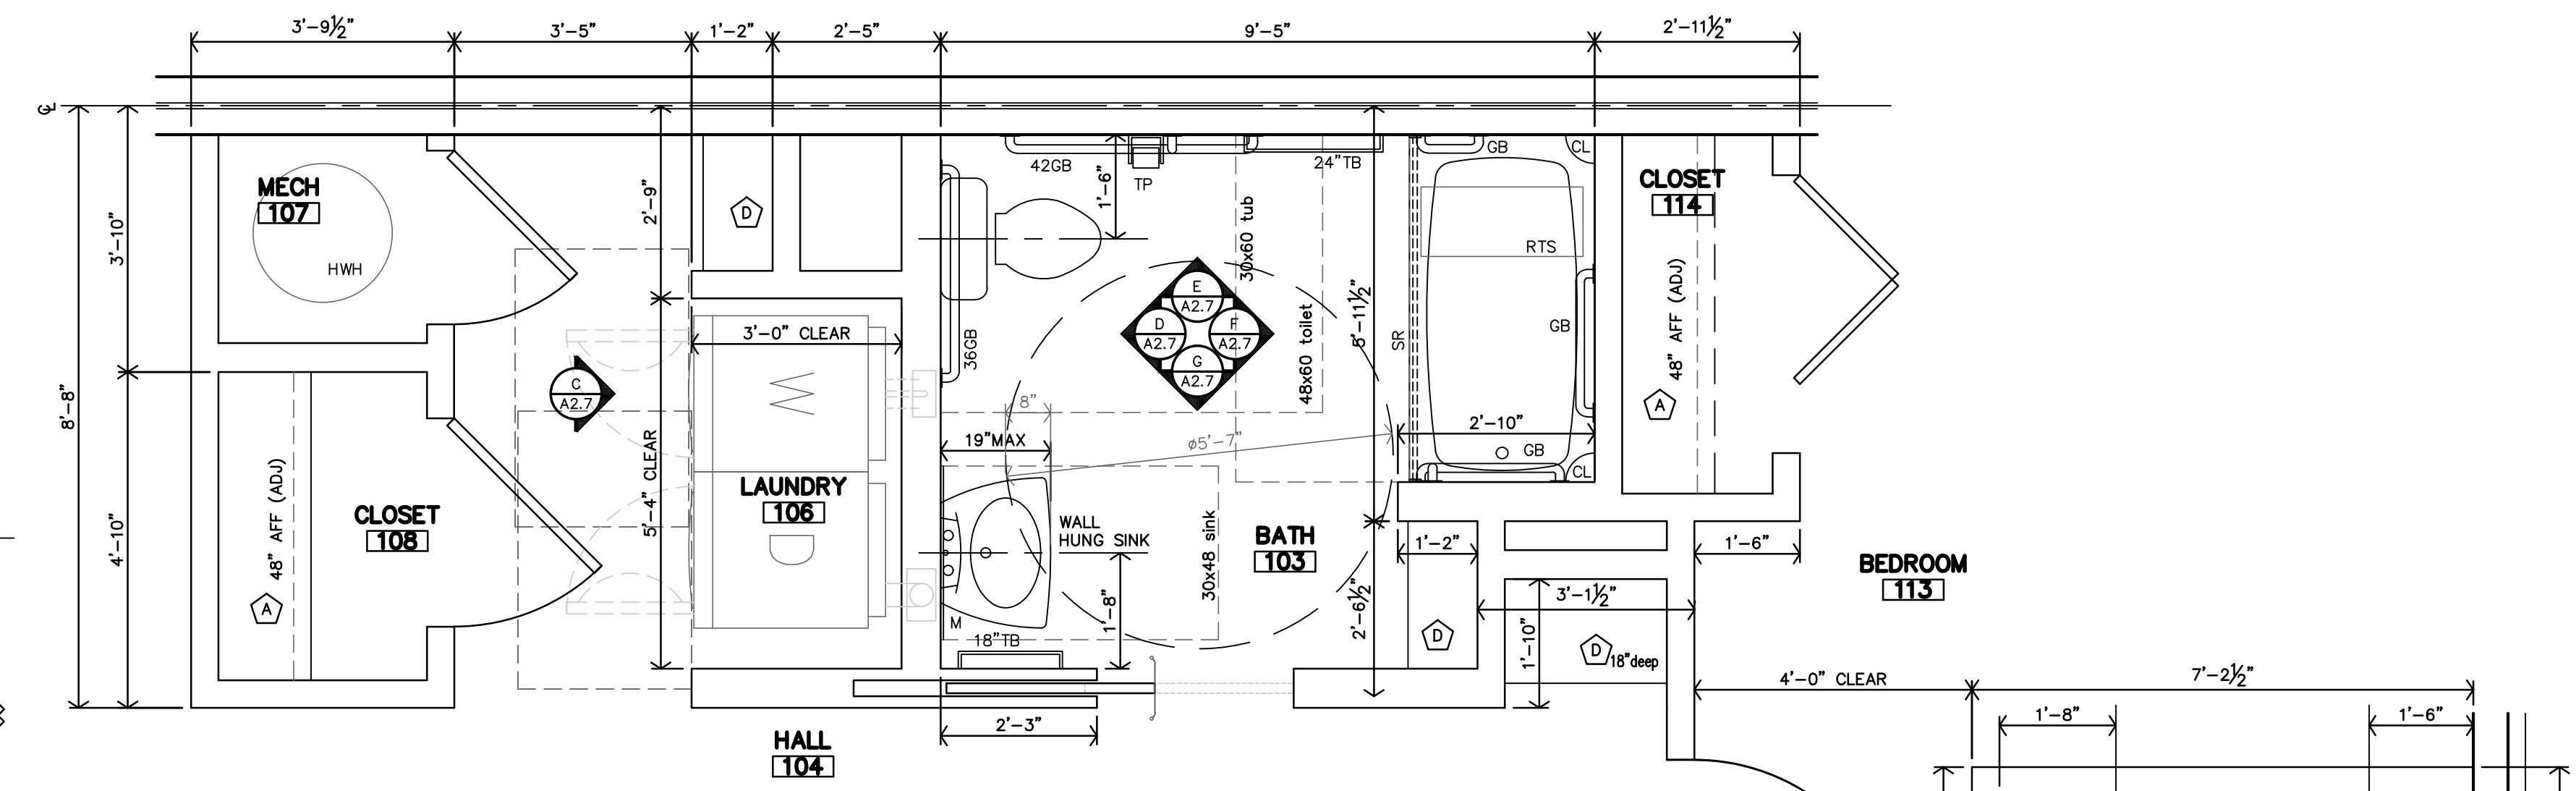 3'-9½"
3'-5"
1'-2"
2'-5"
9'-5"
2'-11½"
℄
8'-8"
3'-10"
4'-10"
MECH
107
HWH
2'-9"
D
42GB
TP
1'-6"
24"TB
GB
CL
CLOSET
114
30x60 tub
48x60 toilet
5'-11½"
SR
RTS
GB
48" AFF (ADJ)
A
36GB
E
A2.7
D
A2.7
F
A2.7
G
A2.7
3'-0" CLEAR
C
A2.7
5'-4" CLEAR
8"
19"MAX
ø5'-7"
2'-10"
GB
CL
LAUNDRY
106
CLOSET
108
48" AFF (ADJ)
A
WALL
HUNG SINK
30x48 sink
BATH
103
1'-2"
1'-6"
BEDROOM
113
M
18"TB
1'-8"
2'-6½"
D
3'-1½"
1'-10"
D
18"deep
4'-0" CLEAR
7'-2½"
2'-3"
HALL
104
1'-8"
1'-6"